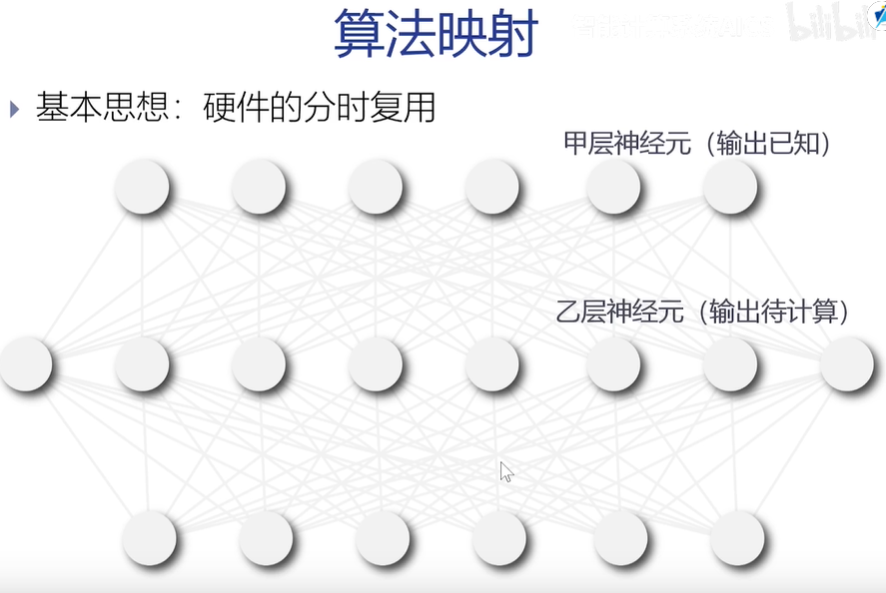 算法映射
bilibili
基本思想：硬件的分时复用
甲层神经元（输出已知）
乙层神经元（输出待计算）